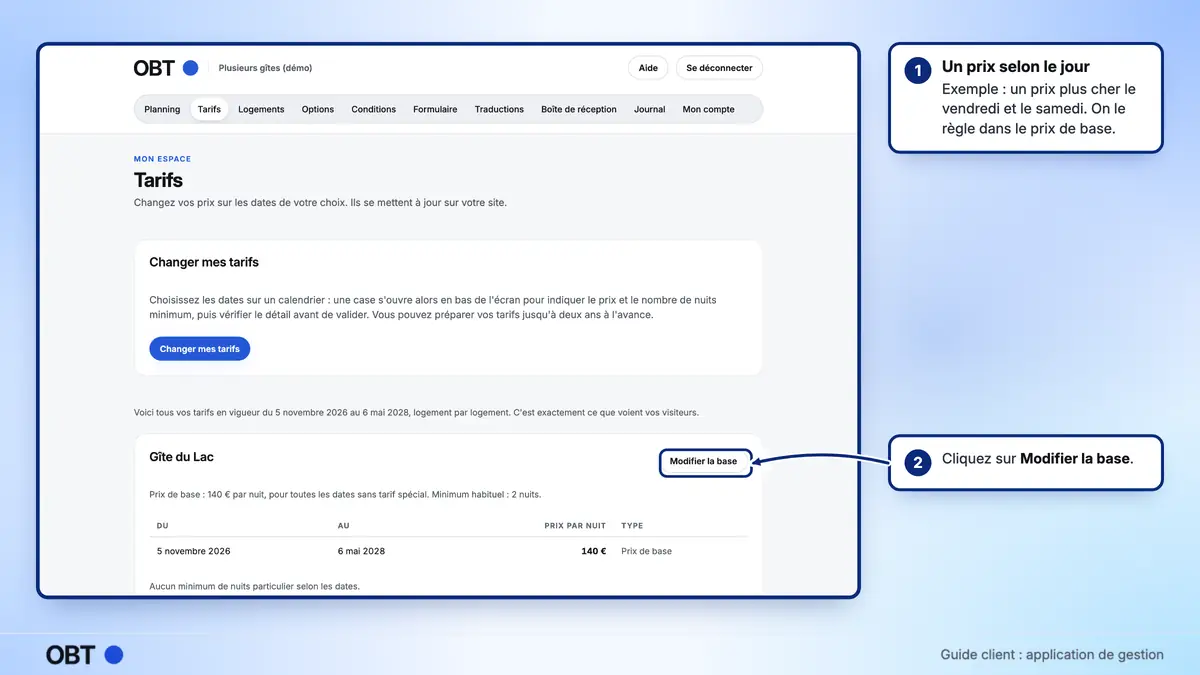 OBT
Plusieurs gîtes (démo)
Aide
Se déconnecter
Planning
Tarifs
Logements
Options
Conditions
Formulaire
Traductions
Boîte de réception
Journal
Mon compte
MON ESPACE
Tarifs
Changez vos prix sur les dates de votre choix. Ils se mettent à jour sur votre site.
Changer mes tarifs
Choisissez les dates sur un calendrier : une case s'ouvre alors en bas de l'écran pour indiquer le prix et le nombre de nuits
minimum, puis vérifier le détail avant de valider. Vous pouvez préparer vos tarifs jusqu'à deux ans à l'avance.
Changer mes tarifs
Voici tous vos tarifs en vigueur du 5 novembre 2026 au 6 mai 2028, logement par logement. C'est exactement ce que voient vos visiteurs.
Gîte du Lac
Modifier la base
Prix de base : 140 € par nuit, pour toutes les dates sans tarif spécial. Minimum habituel : 2 nuits.
DU AU PRIX PAR NUIT TYPE
5 novembre 2026 6 mai 2028 140 € Prix de base
Aucun minimum de nuits particulier selon les dates.
1 Un prix selon le jour
Exemple : un prix plus cher le
vendredi et le samedi. On le
règle dans le prix de base.
2 Cliquez sur Modifier la base.
OBT
Guide client : application de gestion